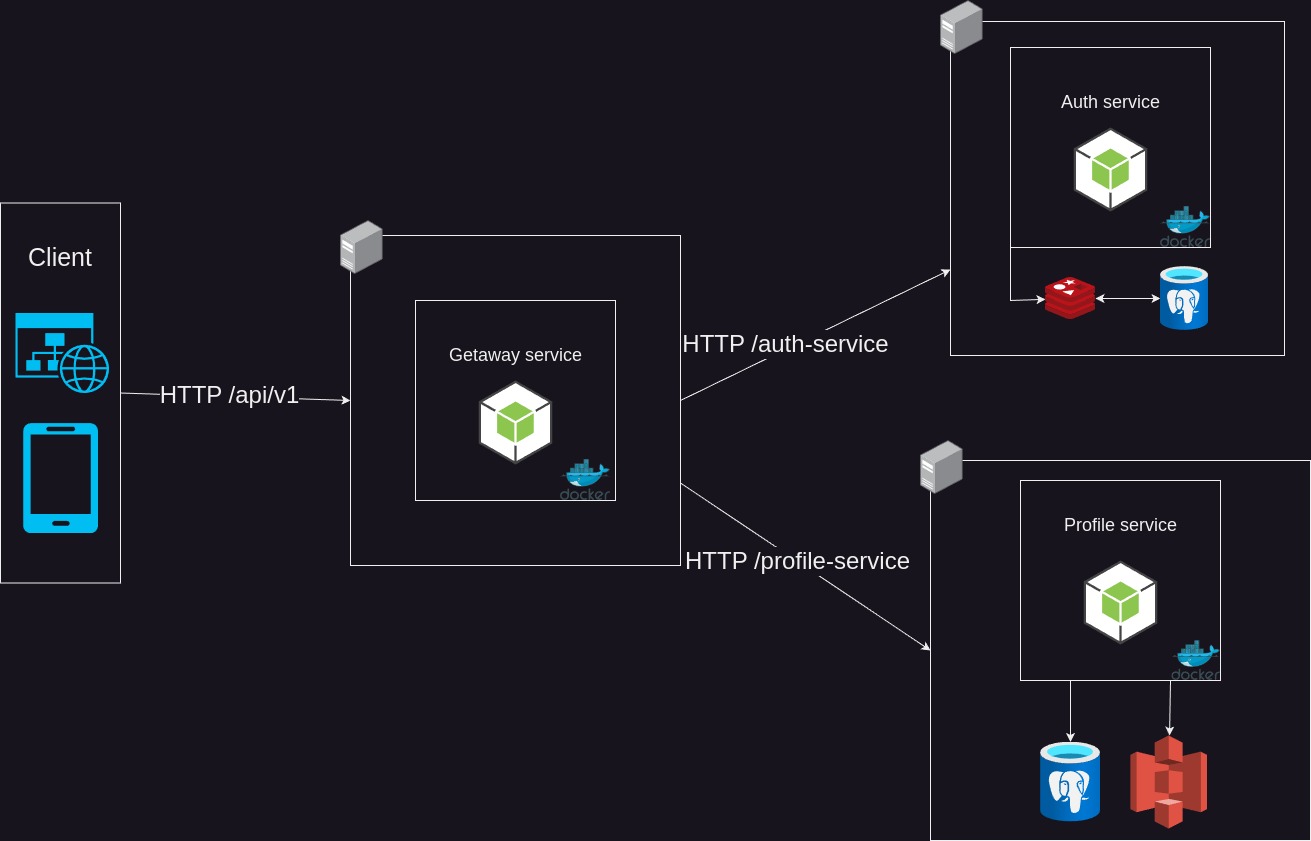 Client
HTTP /api/v1
Getaway service
docker
HTTP /auth-service
HTTP /profile-service
Auth service
docker
Profile service
docker